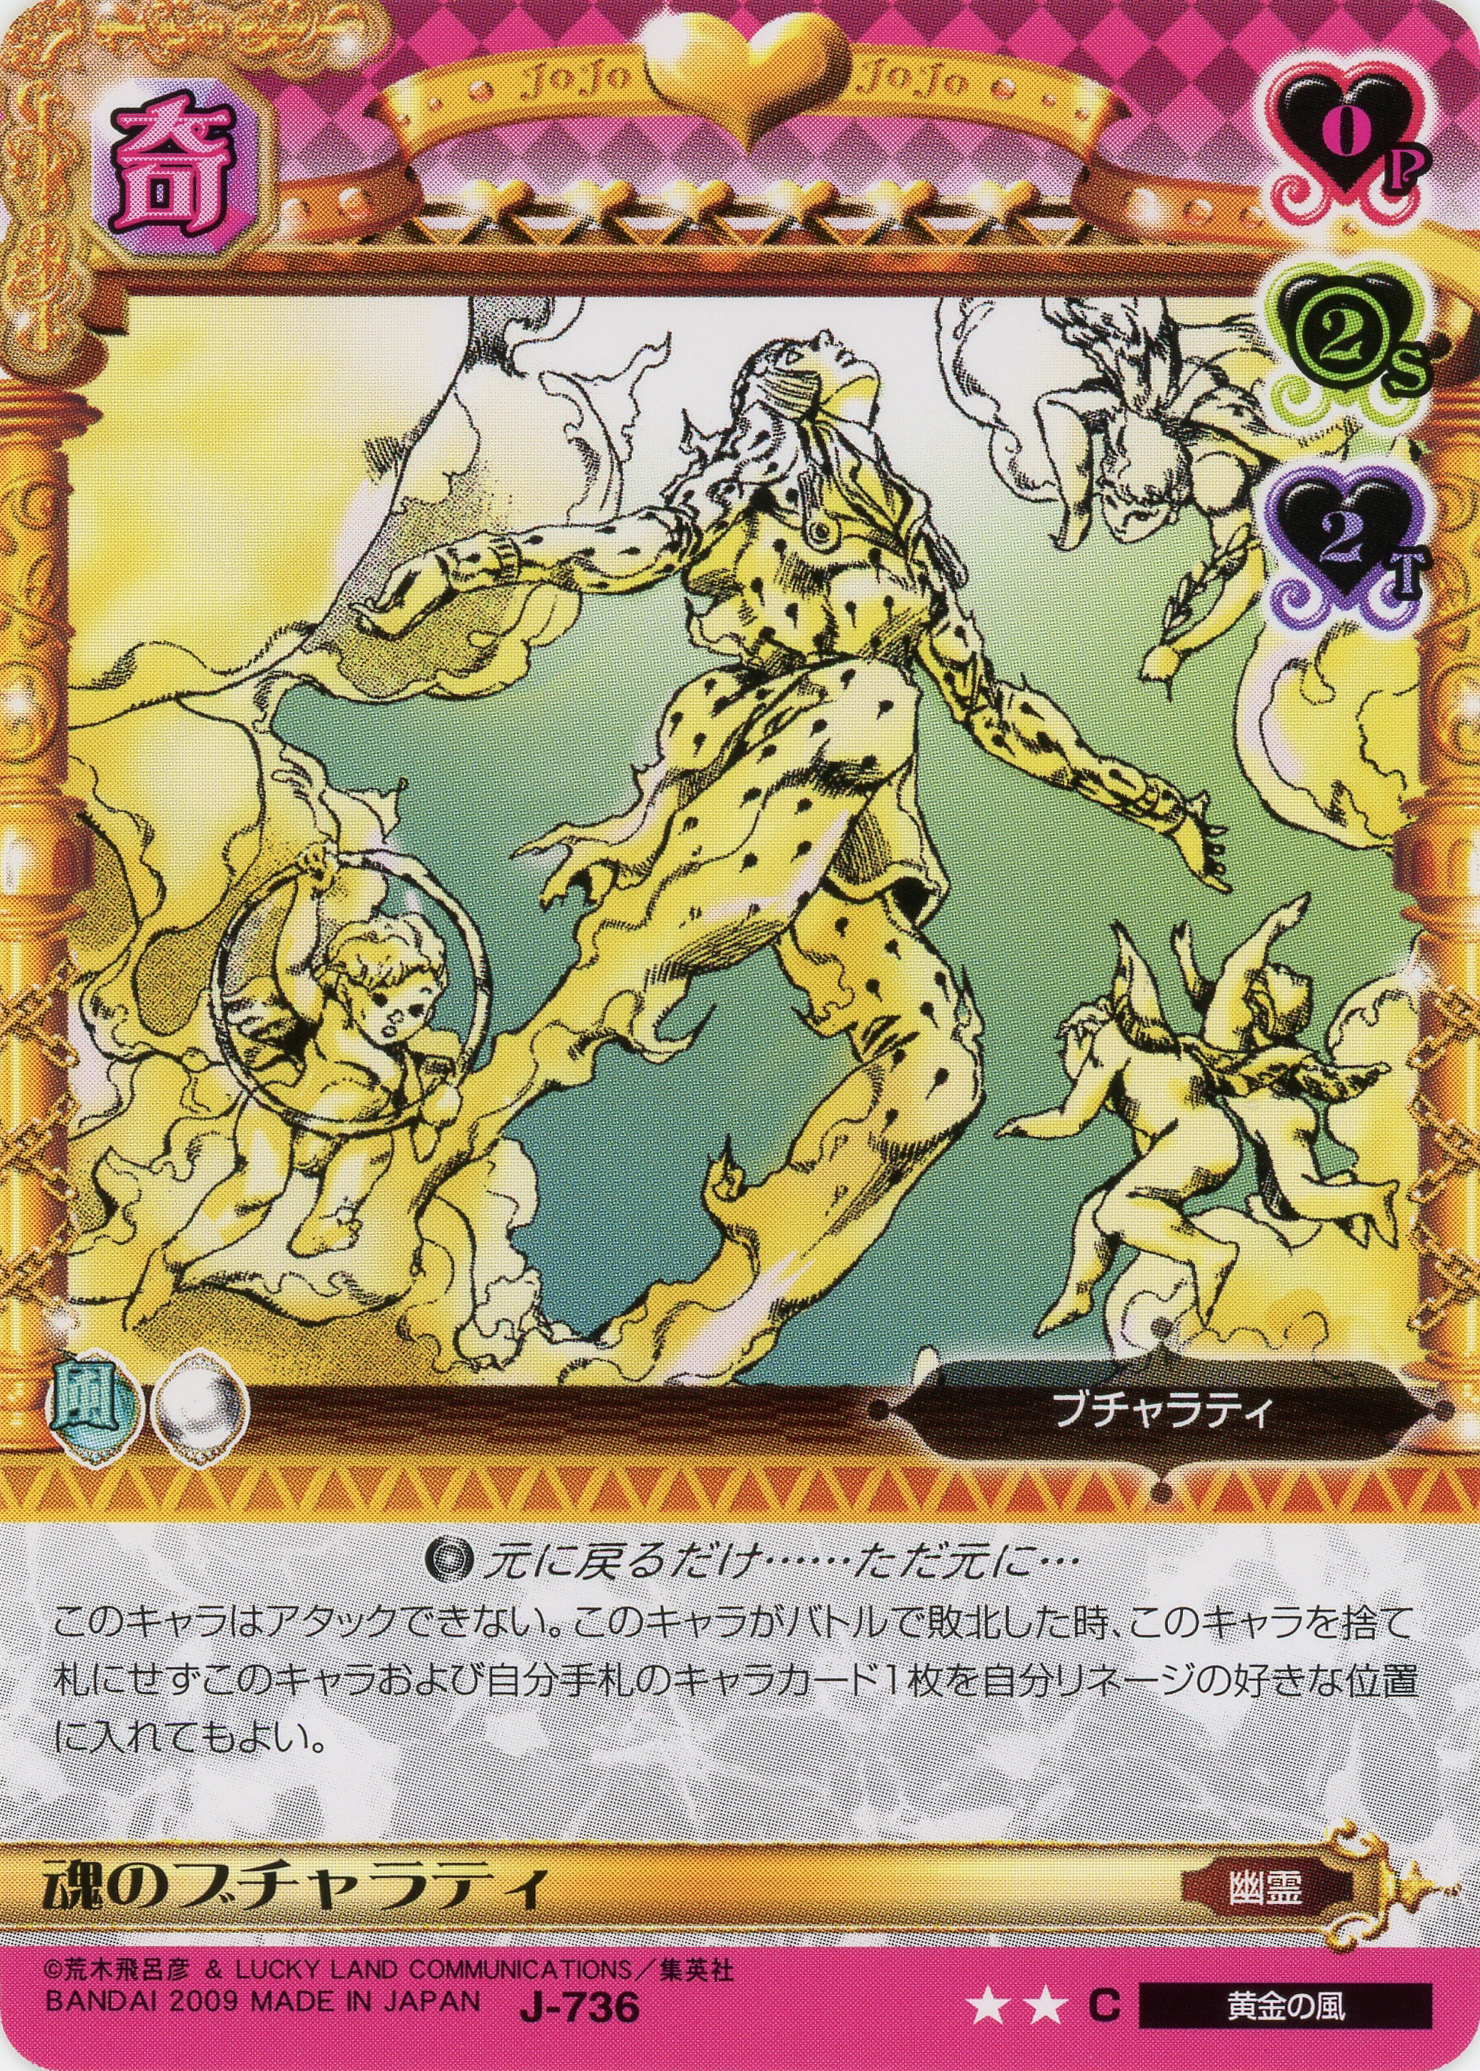 JoJo JoJo
奇
0 P
2 S
2 T
ブチャラティ
元に戻るだけ……ただ元に…
このキャラはアタックできない。このキャラがバトルで敗北した時、このキャラを捨て
札にせずこのキャラおよび自分手札のキャラカード1枚を自分リネージの好きな位置
に入れてもよい。
魂のブチャラティ
幽霊
©荒木飛呂彦 & LUCKY LAND COMMUNICATIONS／集英社
BANDAI 2009 MADE IN JAPAN J-736
★★ C 黄金の風